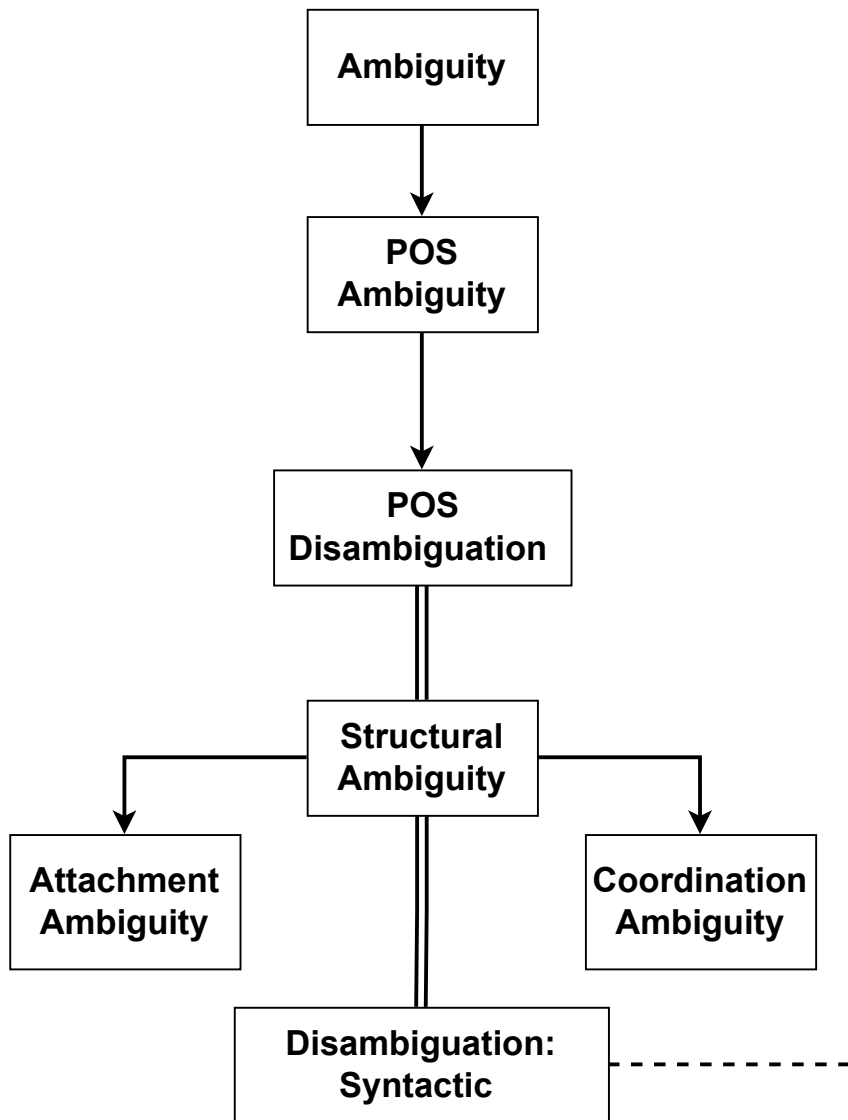 Ambiguity
POS
Ambiguity
POS
Disambiguation
Structural
Ambiguity
Attachment
Ambiguity
Coordination
Ambiguity
Disambiguation:
Syntactic